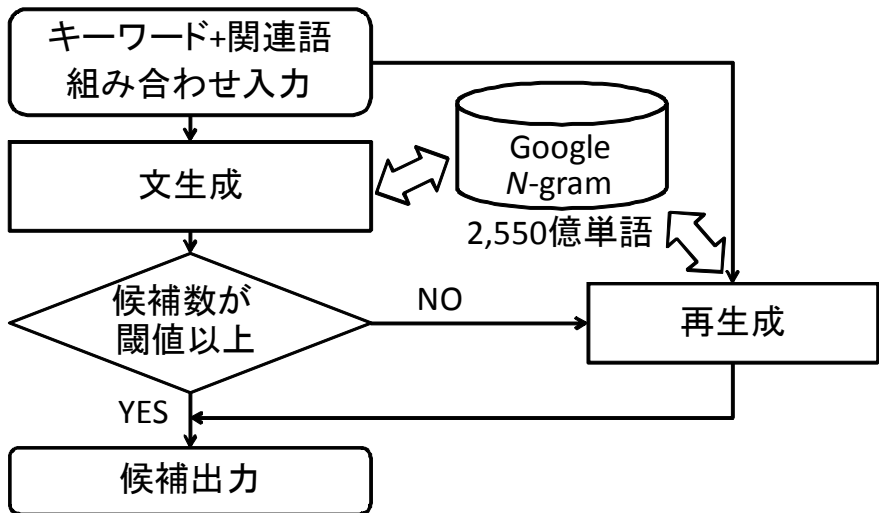 キーワード+関連語
組み合わせ入力
文生成
Google
N-gram
2,550億単語
候補数が
閾値以上
NO
再生成
YES
候補出力